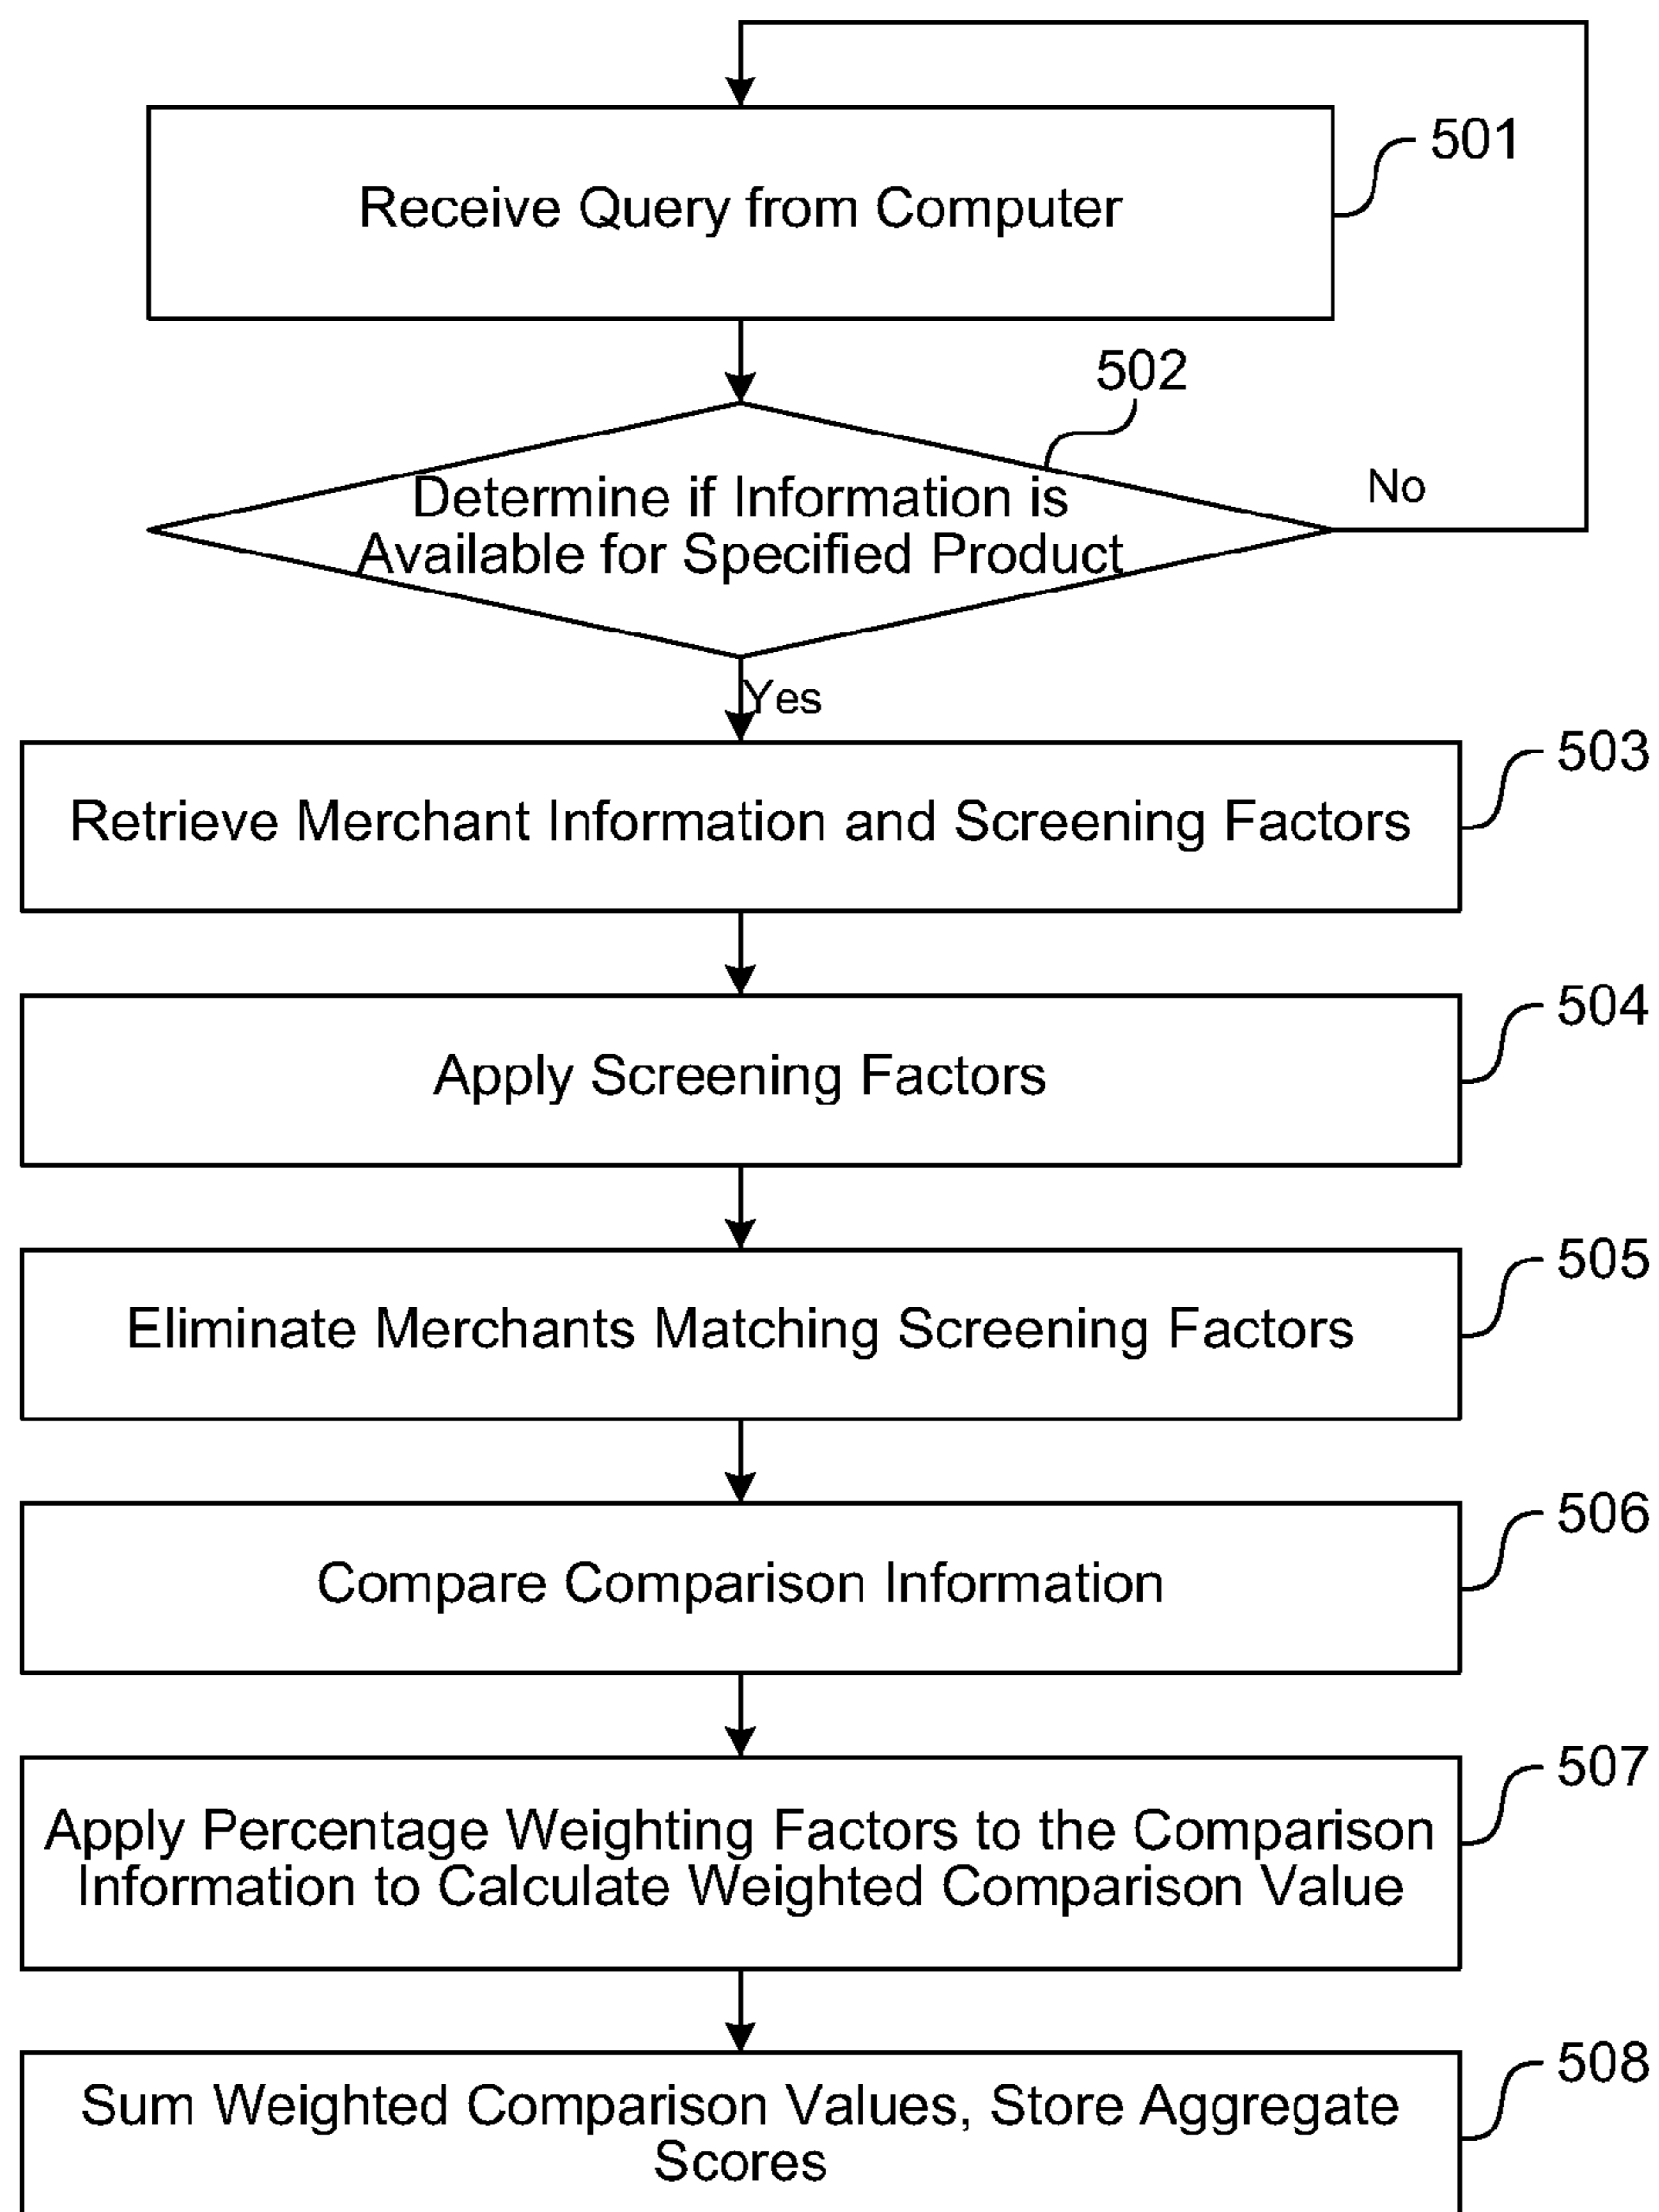 Receive Query from Computer
501
502
Determine if Information is
Available for Specified Product
No
Yes
Retrieve Merchant Information and Screening Factors
503
Apply Screening Factors
504
Eliminate Merchants Matching Screening Factors
505
Compare Comparison Information
506
Apply Percentage Weighting Factors to the Comparison
Information to Calculate Weighted Comparison Value
507
Sum Weighted Comparison Values, Store Aggregate
Scores
508